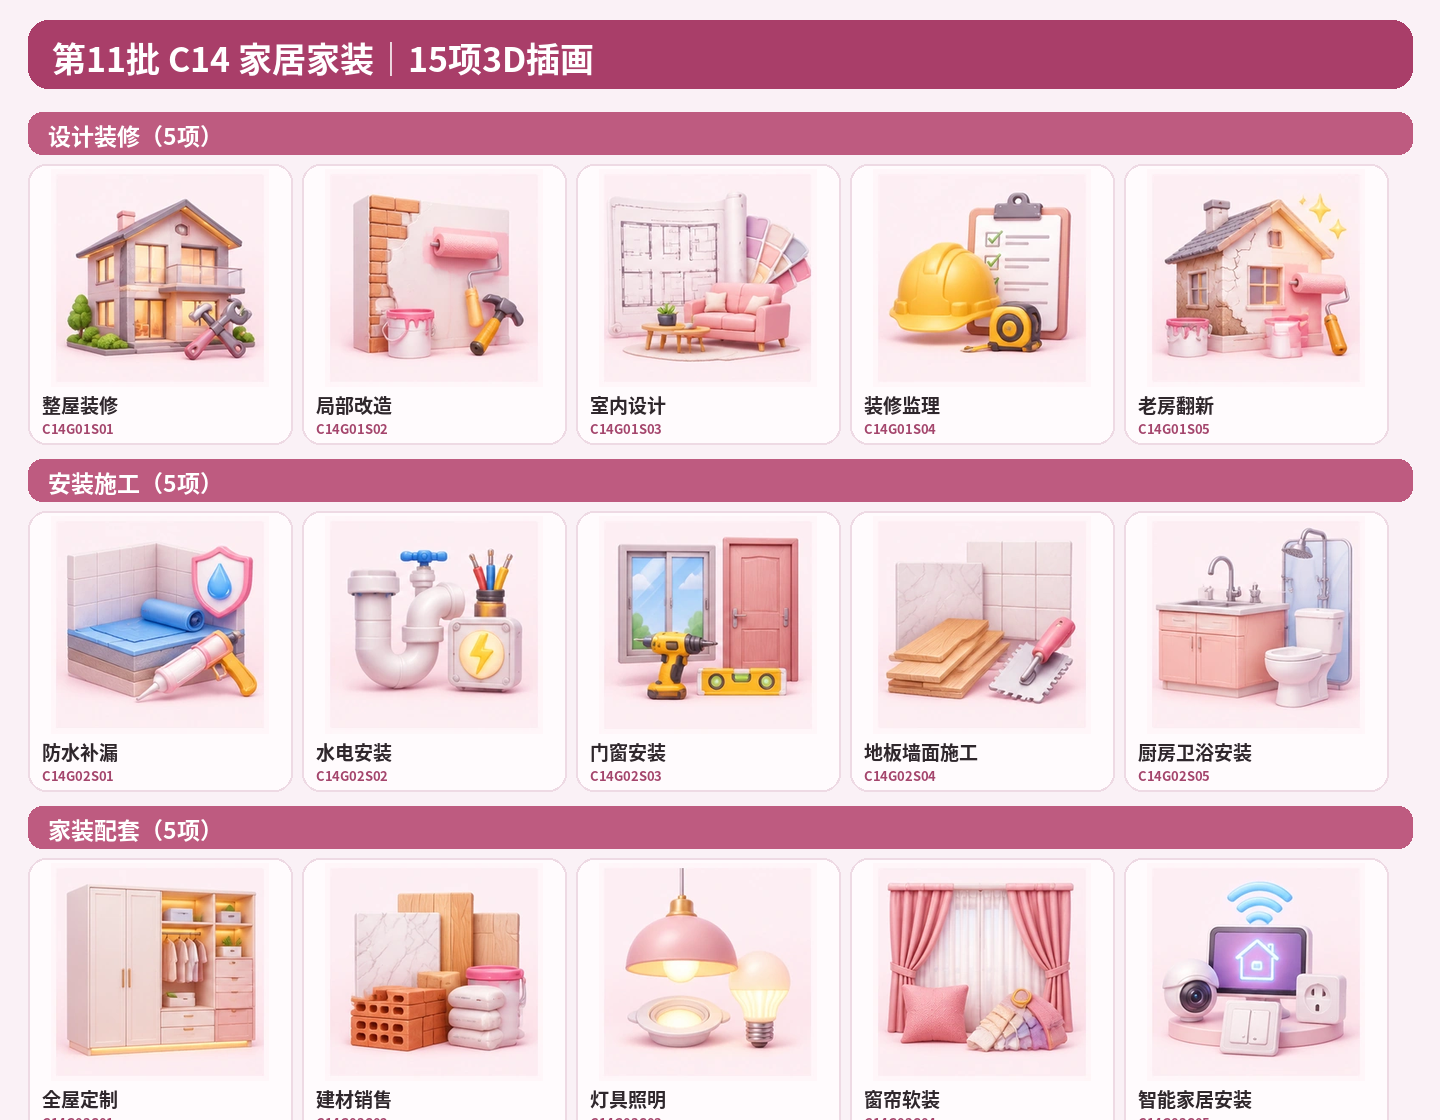 第11批 C14 家居家装｜15项3D插画
设计装修（5项）
整屋装修
C14G01S01
局部改造
C14G01S02
室内设计
C14G01S03
装修监理
C14G01S04
老房翻新
C14G01S05
安装施工（5项）
防水补漏
C14G02S01
水电安装
C14G02S02
门窗安装
C14G02S03
地板墙面施工
C14G02S04
厨房卫浴安装
C14G02S05
家装配套（5项）
全屋定制
建材销售
灯具照明
窗帘软装
智能家居安装